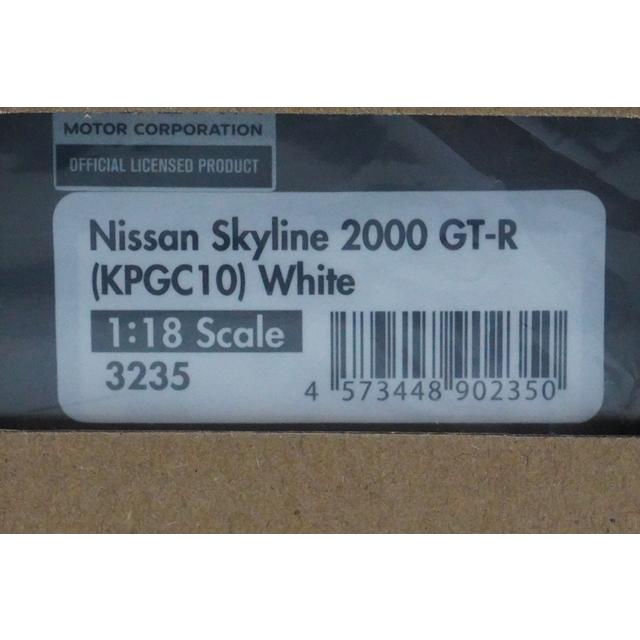 MOTOR CORPORATION
OFFICIAL LICENSED PRODUCT
Nissan Skyline 2000 GT-R
(KPGC10) White
1:18 Scale
3235
4 573448 902350